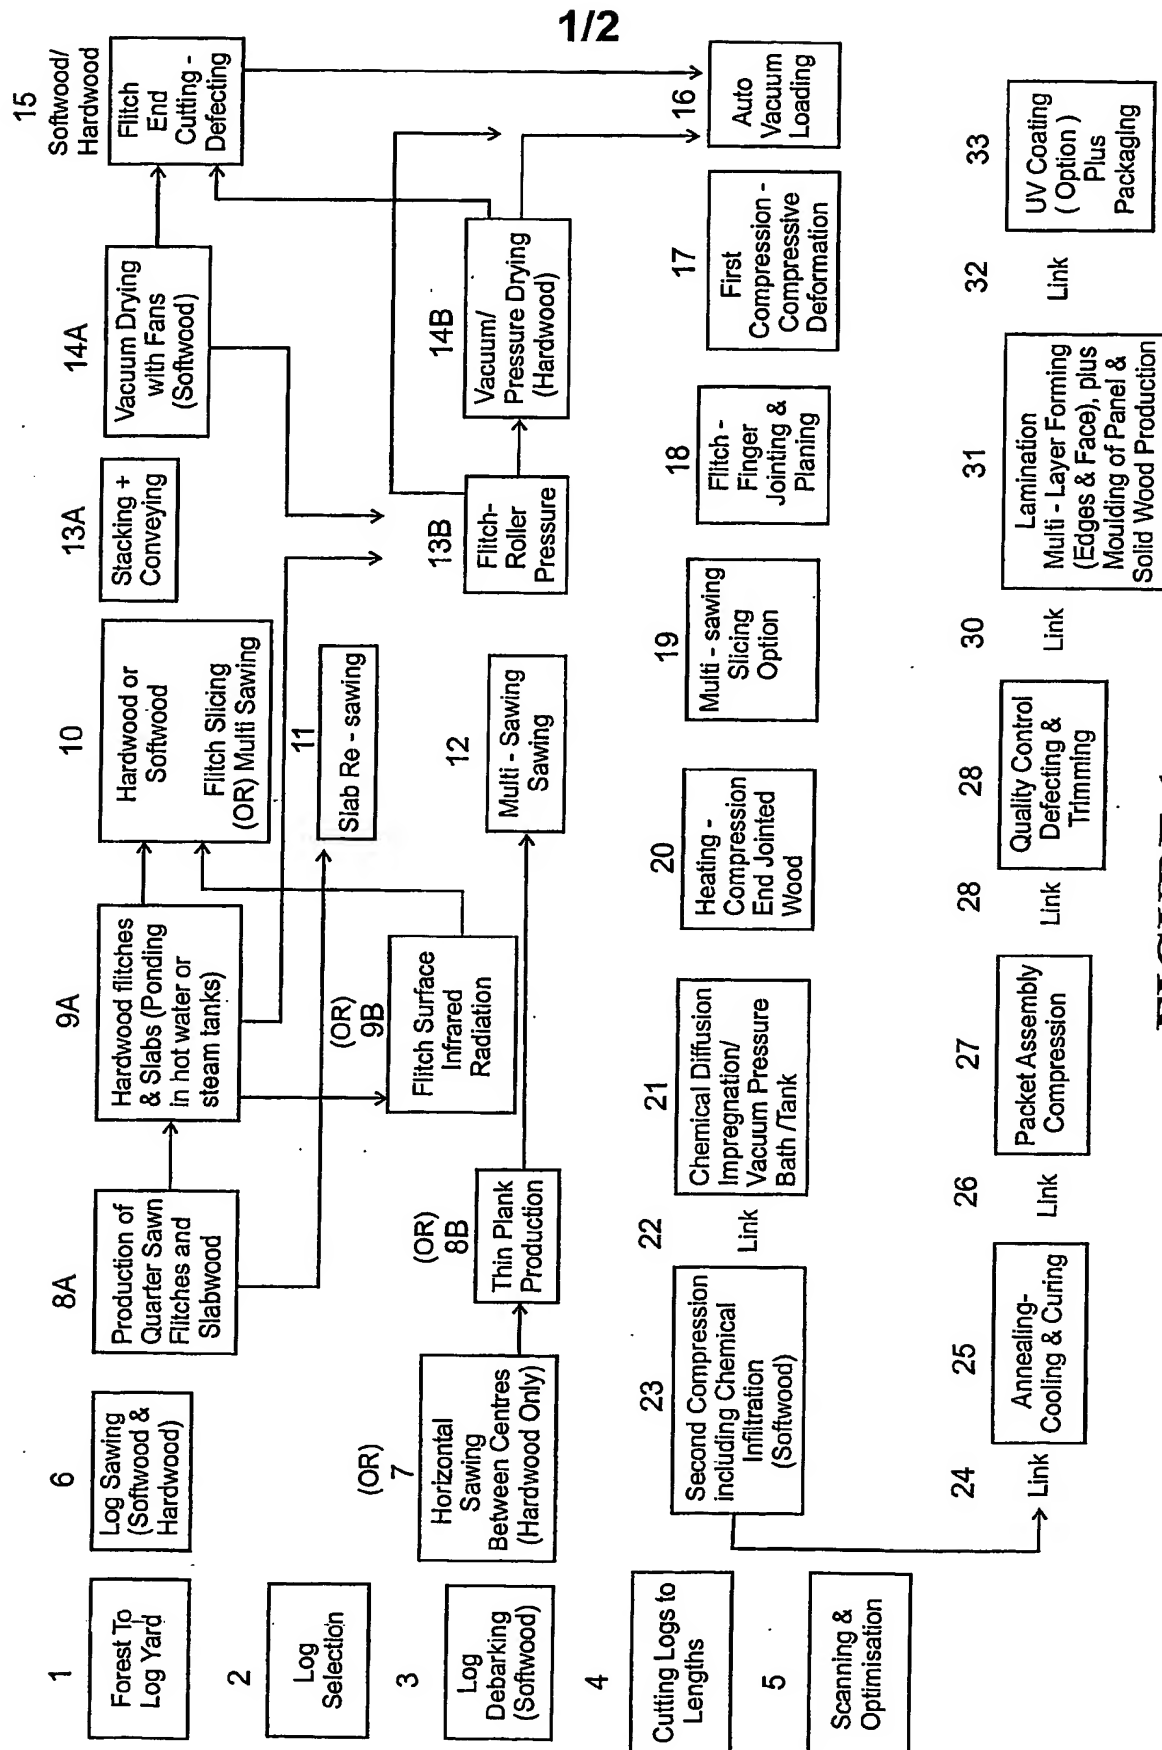 1/2
1
Forest To
Log Yard
2
Log
Selection
3
Log
Debarking
(Softwood)
4
Cutting Logs to
Lengths
5
Scanning &
Optimisation
6
Log Sawing
(Softwood &
Hardwood)
(OR)
7
Horizontal
Sawing
Between Centres
(Hardwood Only)
8A
Production of
Quarter Sawn
Flitches and
Slabwood
(OR)
8B
Thin Plank
Production
9A
Hardwood flitches
& Slabs (Ponding
in hot water or
steam tanks)
(OR)
9B
Flitch Surface
Infrared
Radiation
10
Hardwood or
Softwood
Flitch Slicing
(OR) Multi Sawing
11
Slab Re - sawing
12
Multi - Sawing
Sawing
13A
Stacking +
Conveying
13B
Flitch-
Roller
Pressure
14A
Vacuum Drying
with Fans
(Softwood)
14B
Vacuum/
Pressure Drying
(Hardwood)
15
Softwood/
Hardwood
Flitch
End
Cutting -
Defecting
16
Auto
Vacuum
Loading
17
First
Compression -
Compressive
Deformation
18
Flitch -
Finger
Jointing &
Planing
19
Multi - sawing
Slicing
Option
20
Heating -
Compression
End Jointed
Wood
21
Chemical Diffusion
Impregnation/
Vacuum Pressure
Bath /Tank
22
Link
23
Second Compression
including Chemical
Infiltration
(Softwood)
24
Link
25
Annealing-
Cooling & Curing
26
Link
27
Packet Assembly
Compression
28
Link
28
Quality Control
Defecting &
Trimming
30
Link
31
Lamination
Multi - Layer Forming
(Edges & Face), plus
Moulding of Panel &
Solid Wood Production
32
Link
33
UV Coating
( Option )
Plus
Packaging